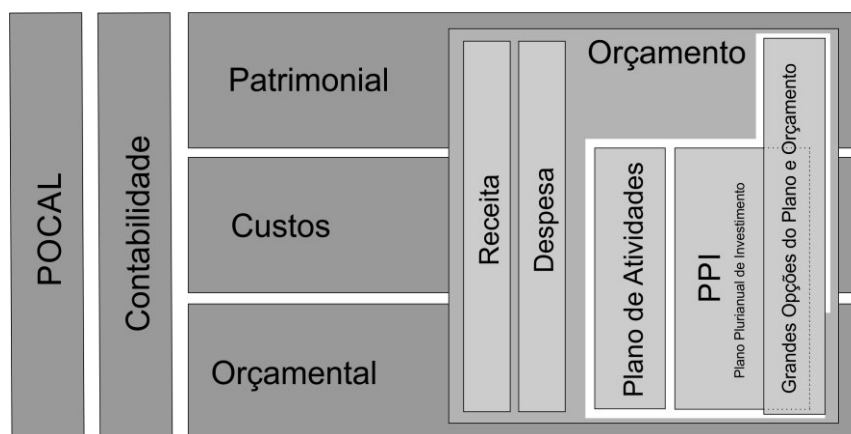 POCAL
Contabilidade
Patrimonial
Custos
Orçamental
Orçamento
Receita
Despesa
Plano de Atividades
PPI
Plano Plurianual de Investimento
Grandes Opções do Plano e Orçamento